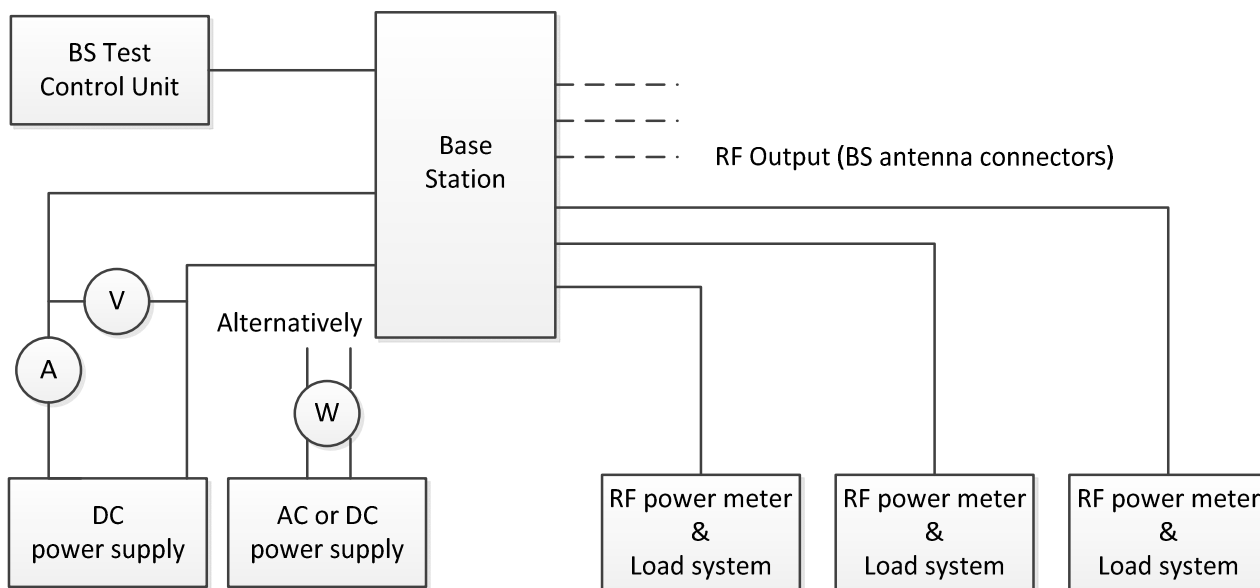 BS Test
Control Unit
Base
Station
RF Output (BS antenna connectors)
V
Alternatively
A
W
DC
power supply
AC or DC
power supply
RF power meter
&
Load system
RF power meter
&
Load system
RF power meter
&
Load system